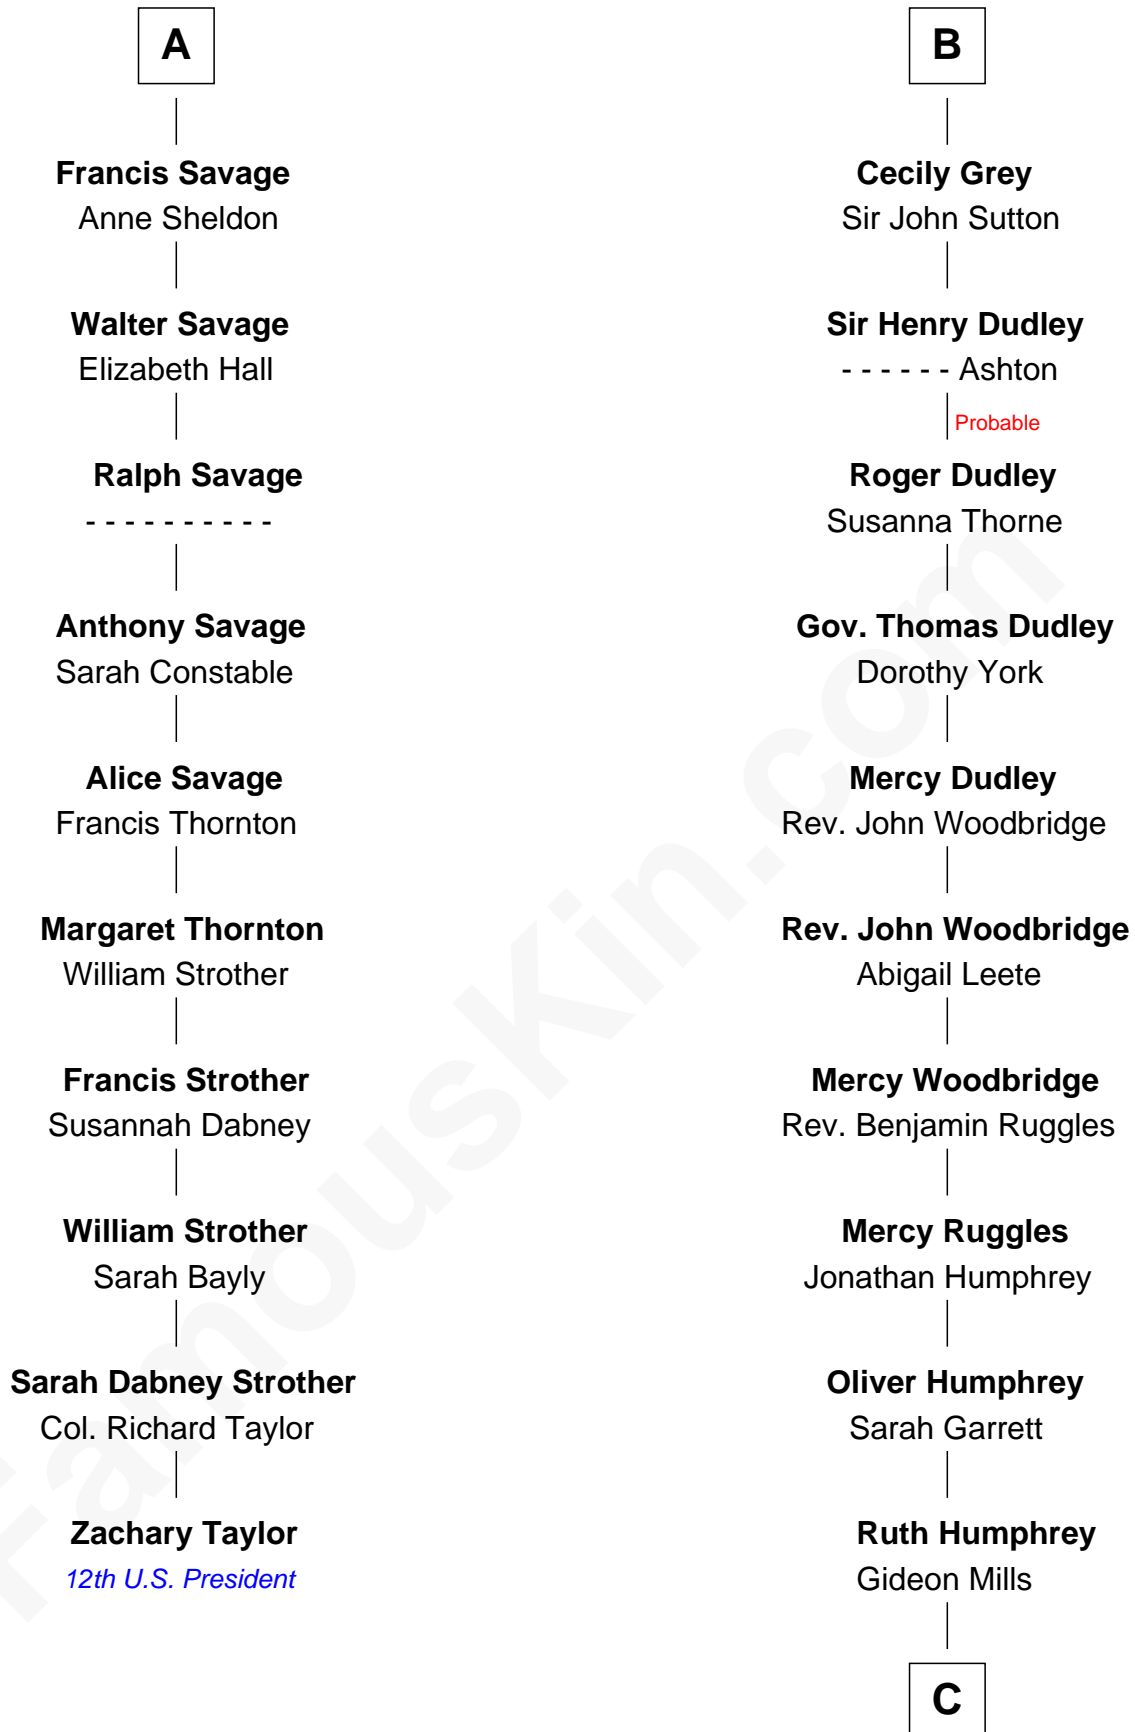 A
Francis Savage
Anne Sheldon
Walter Savage
Elizabeth Hall
Ralph Savage
- - - - - - - - - -
Anthony Savage
Sarah Constable
Alice Savage
Francis Thornton
Margaret Thornton
William Strother
Francis Strother
Susannah Dabney
William Strother
Sarah Bayly
Sarah Dabney Strother
Col. Richard Taylor
Zachary Taylor
12th U.S. President
B
Cecily Grey
Sir John Sutton
Sir Henry Dudley
- - - - - - Ashton
Probable
Roger Dudley
Susanna Thorne
Gov. Thomas Dudley
Dorothy York
Mercy Dudley
Rev. John Woodbridge
Rev. John Woodbridge
Abigail Leete
Mercy Woodbridge
Rev. Benjamin Ruggles
Mercy Ruggles
Jonathan Humphrey
Oliver Humphrey
Sarah Garrett
Ruth Humphrey
Gideon Mills
C
FamousKin.com